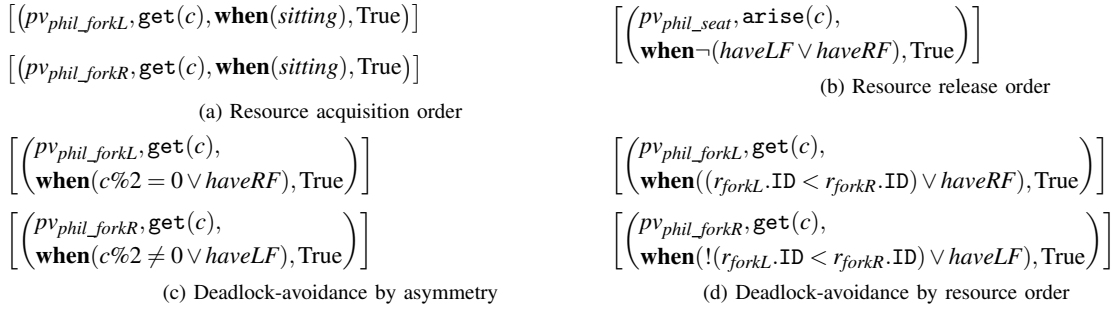 [(pv_phil_forkL, get(c), when(sitting), True)]
[(pv_phil_forkR, get(c), when(sitting), True)]
(a) Resource acquisition order
[(pv_phil_seat, arise(c),
when¬(haveLF ∨ haveRF), True)]
(b) Resource release order
[(pv_phil_forkL, get(c),
when(c%2 = 0 ∨ haveRF), True)]
[(pv_phil_forkR, get(c),
when(c%2 ≠ 0 ∨ haveLF), True)]
(c) Deadlock-avoidance by asymmetry
[(pv_phil_forkL, get(c),
when((r_forkL.ID < r_forkR.ID) ∨ haveRF), True)]
[(pv_phil_forkR, get(c),
when(!(r_forkL.ID < r_forkR.ID) ∨ haveLF), True)]
(d) Deadlock-avoidance by resource order